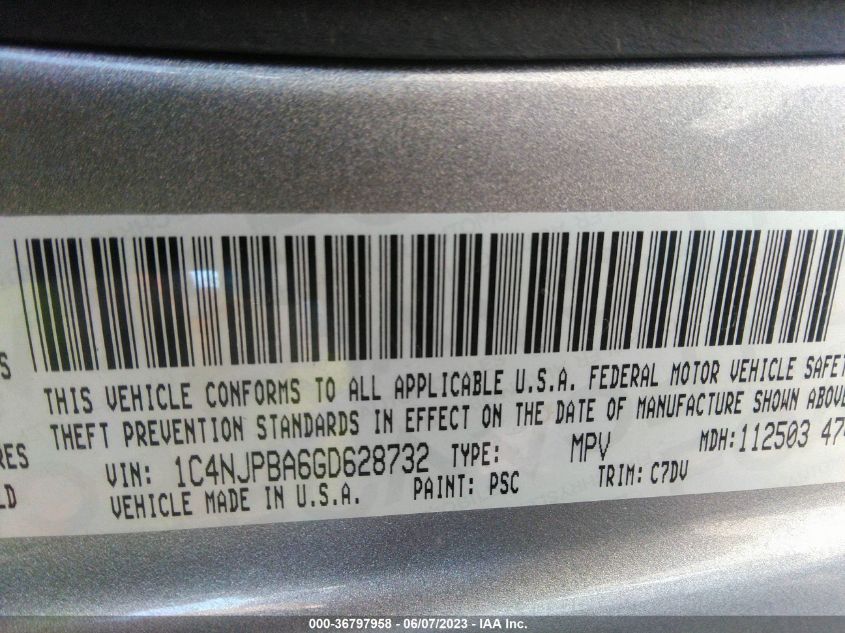 THIS VEHICLE CONFORMS TO ALL APPLICABLE U.S.A. FEDERAL MOTOR VEHICLE SAFET
THEFT PREVENTION STANDARDS IN EFFECT ON THE DATE OF MANUFACTURE SHOWN ABOVE
VIN: 1C4NJPBA6GD628732 TYPE: MPV MDH:112503 47
VEHICLE MADE IN U.S.A. PAINT: PSC TRIM: C7DV
S
RES
LD
000-36797958 - 06/07/2023 - IAA Inc.